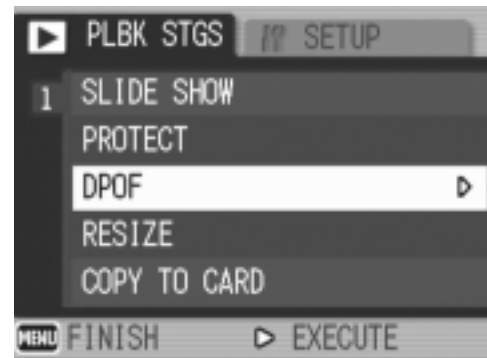 PLBK STGS SETUP
1 SLIDE SHOW
PROTECT
DPOF
RESIZE
COPY TO CARD
MENU FINISH EXECUTE